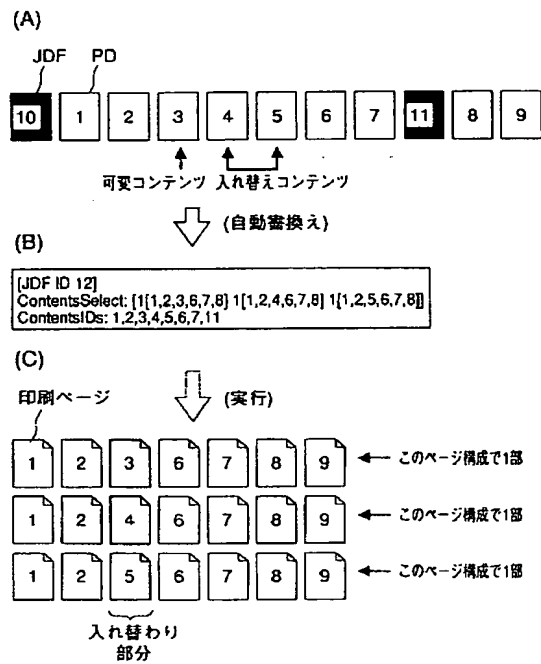 (A)
JDF PD
10 1 2 3 4 5 6 7 11 8 9
可変コンテンツ 入れ替えコンテンツ
(自動書換え)
(B)
[JDF ID 12]
ContentsSelect: [1[1,2,3,6,7,8] 1[1,2,4,6,7,8] 1[1,2,5,6,7,8]]
ContentsIDs: 1,2,3,4,5,6,7,11
(C)
印刷ページ (実行)
1 2 3 6 7 8 9 このページ構成で1部
1 2 4 6 7 8 9 このページ構成で1部
1 2 5 6 7 8 9 このページ構成で1部
入れ替わり
部分